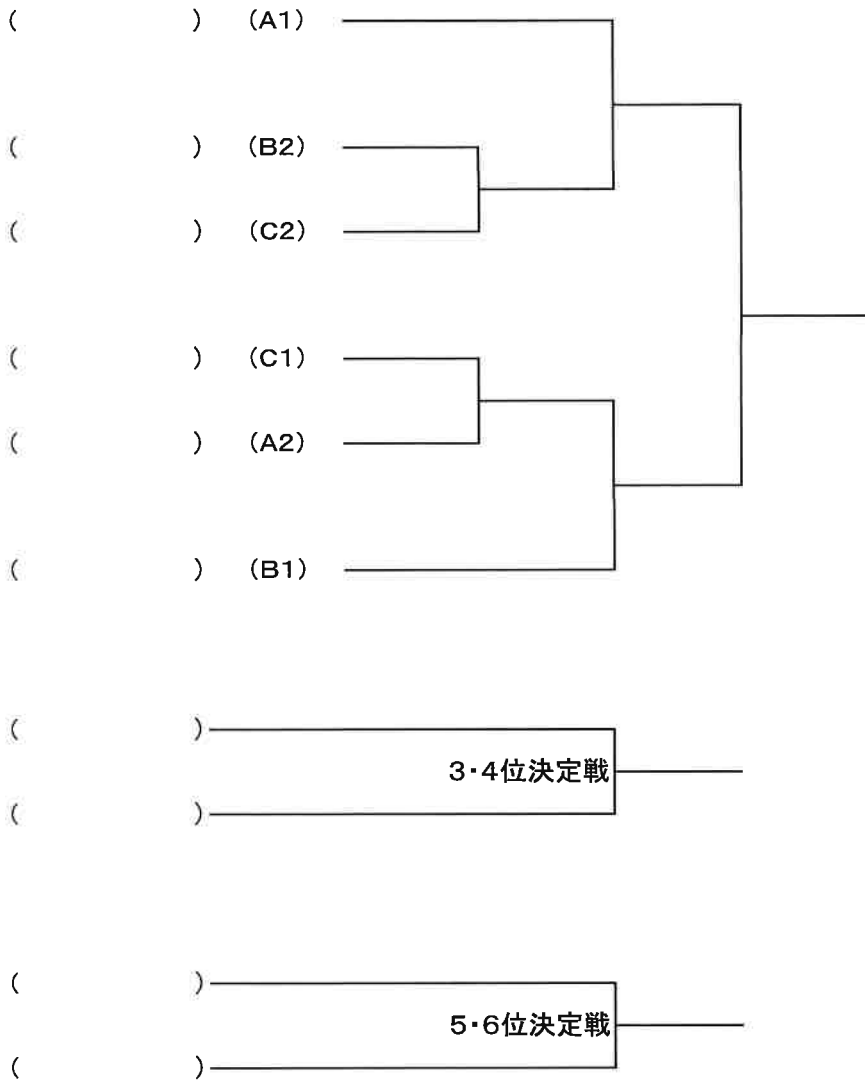 (　　　　) (A1)
(　　　　) (B2)
(　　　　) (C2)
(　　　　) (C1)
(　　　　) (A2)
(　　　　) (B1)
(　　　　)
3・4位決定戦
(　　　　)
(　　　　)
5・6位決定戦
(　　　　)